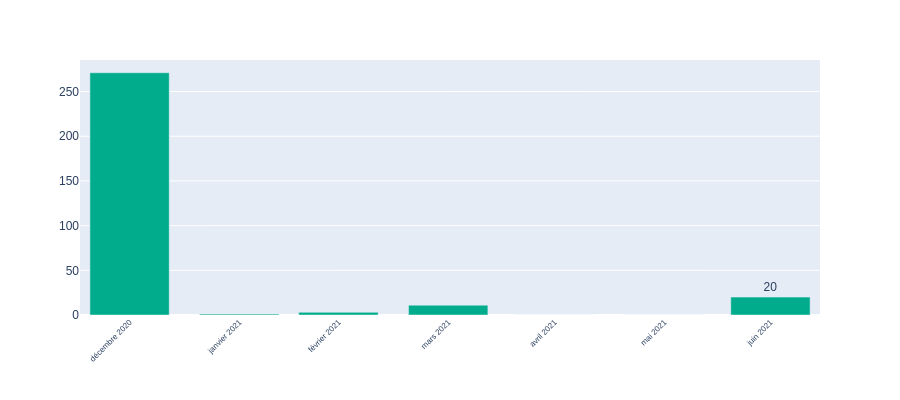 250
200
150
100
50
0
20
décembre 2020
janvier 2021
février 2021
mars 2021
avril 2021
mai 2021
juin 2021